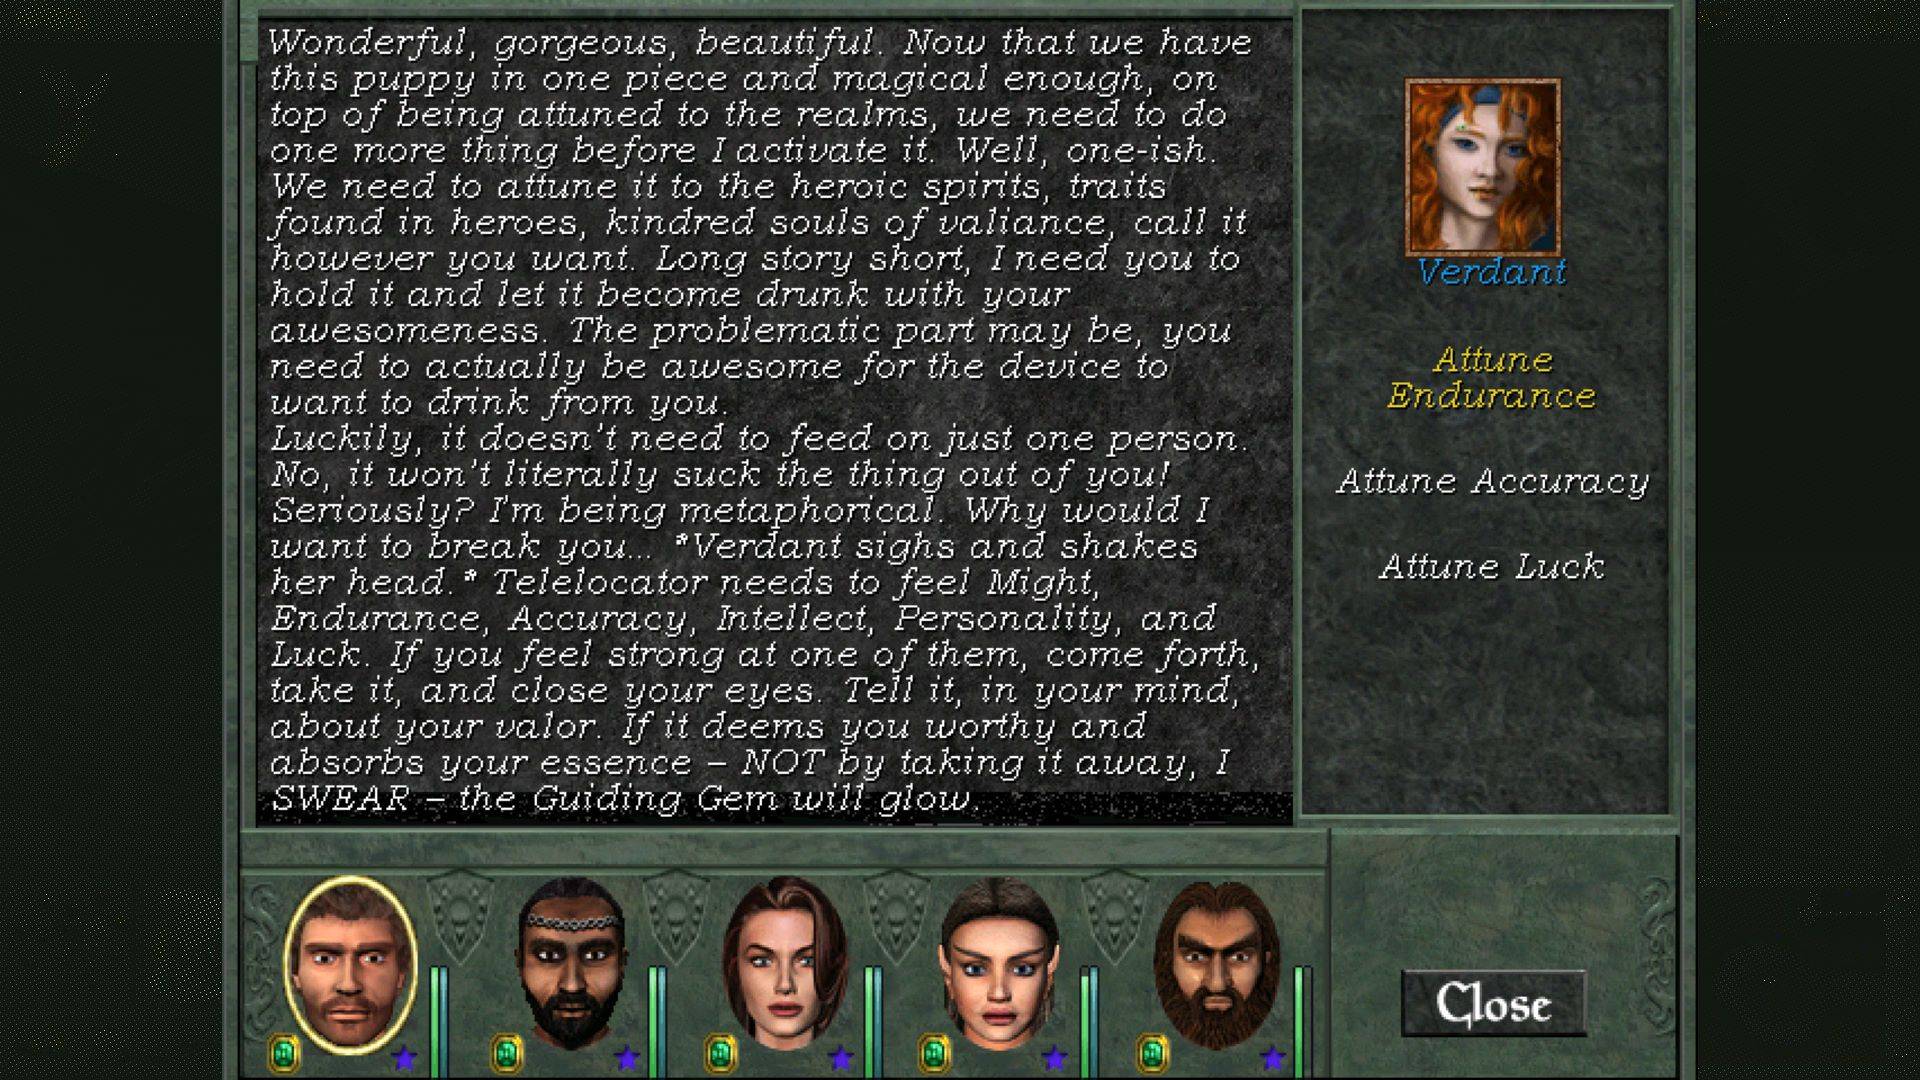 Wonderful, gorgeous, beautiful. Now that we have
this puppy in one piece and magical enough, on
top of being attuned to the realms, we need to do
one more thing before I activate it. Well, one-ish.
We need to attune it to the heroic spirits, traits
found in heroes, kindred souls of valiance, call it
however you want. Long story short, I need you to
hold it and let it become drunk with your
awesomeness. The problematic part may be, you
need to actually be awesome for the device to
want to drink from you.
Luckily, it doesn't need to feed on just one person.
No, it won't literally suck the thing out of you!
Seriously? I'm being metaphorical. Why would I
want to break you... *Verdant sighs and shakes
her head.* Telelocator needs to feel Might,
Endurance, Accuracy, Intellect, Personality, and
Luck. If you feel strong at one of them, come forth,
take it, and close your eyes. Tell it, in your mind,
about your valor. If it deems you worthy and
absorbs your essence – NOT by taking it away, I
SWEAR – the Guiding Gem will glow.
Verdant
Attune
Endurance
Attune Accuracy
Attune Luck
Close